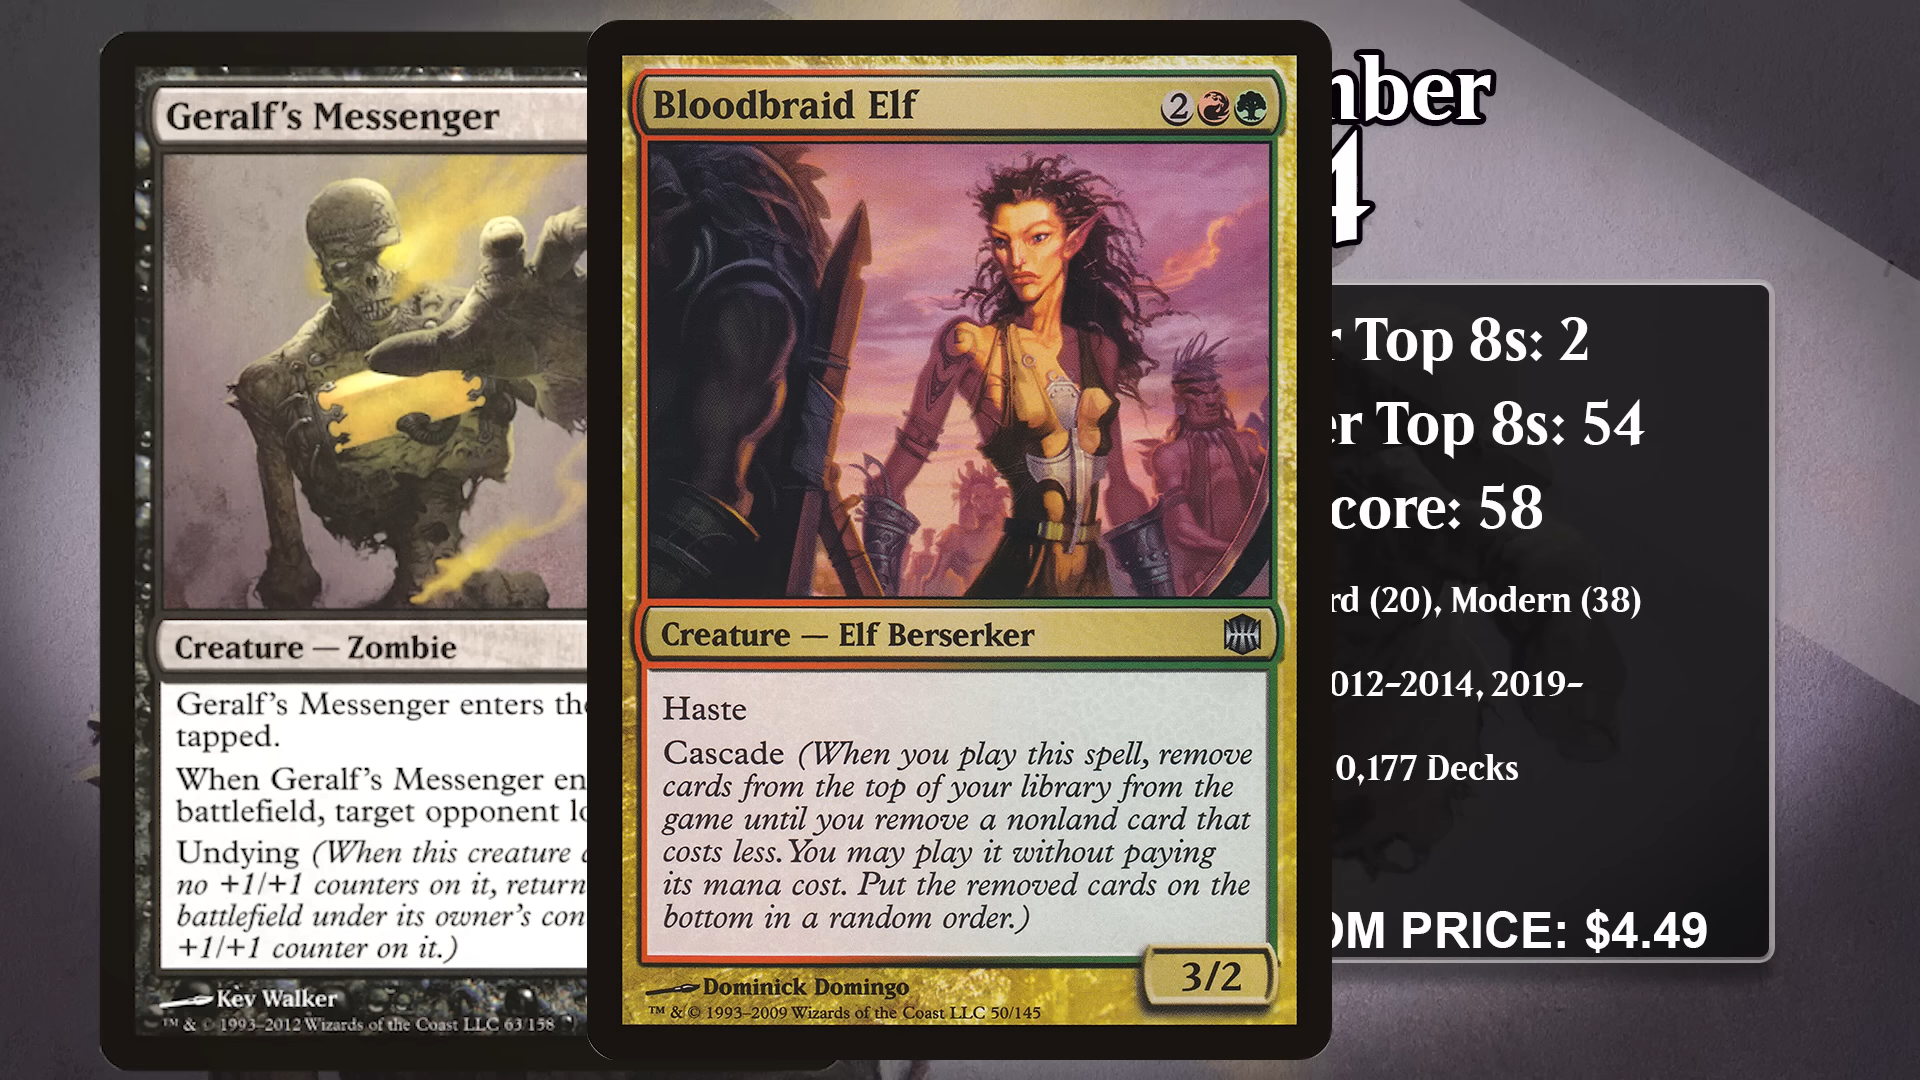 Geralf's Messenger
Creature — Zombie
Geralf's Messenger enters
tapped.
When Geralf's Messenger
battlefield, target opponent
Undying (When this creature
no +1/+1 counters on it, return
battlefield under its owner's
+1/+1 counter on it.)
Kev Walker
™ & © 1993–2012 Wizards of the Coast LLC 63/158
Bloodbraid Elf
2
Creature — Elf Berserker
Haste
Cascade (When you play this spell, remove
cards from the top of your library from the
game until you remove a nonland card that
costs less. You may play it without paying
its mana cost. Put the removed cards on the
bottom in a random order.)
3/2
Dominick Domingo
™ & © 1993–2009 Wizards of the Coast LLC 50/145
mber
4
r Top 8s: 2
er Top 8s: 54
core: 58
rd (20), Modern (38)
012–2014, 2019–
0,177 Decks
OM PRICE: $4.49